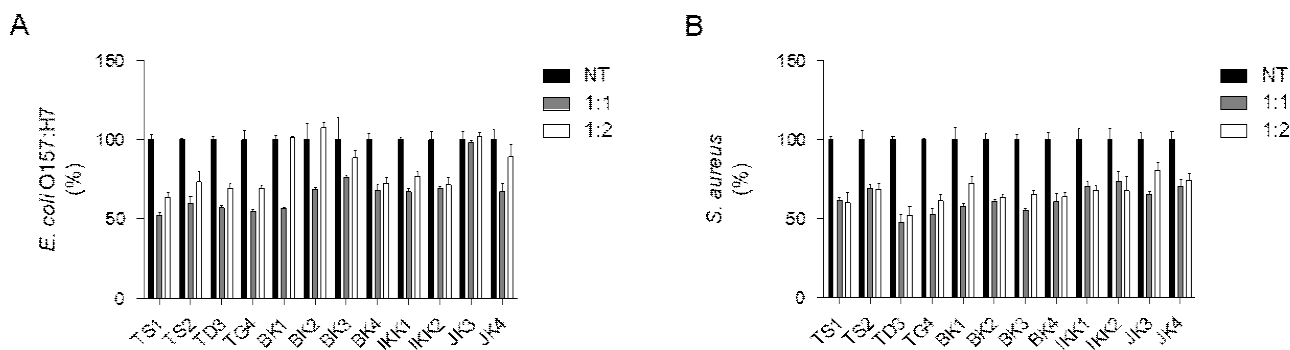 A
150
100
50
0
E. coli O157:H7
(%)
NT
1:1
1:2
TS1
TS2
TD3
TG4
BK1
BK2
BK3
BK4
IKK1
IKK2
JK3
JK4
B
150
100
50
0
S. aureus
(%)
NT
1:1
1:2
TS1
TS2
TD3
TG4
BK1
BK2
BK3
BK4
IKK1
IKK2
JK3
JK4